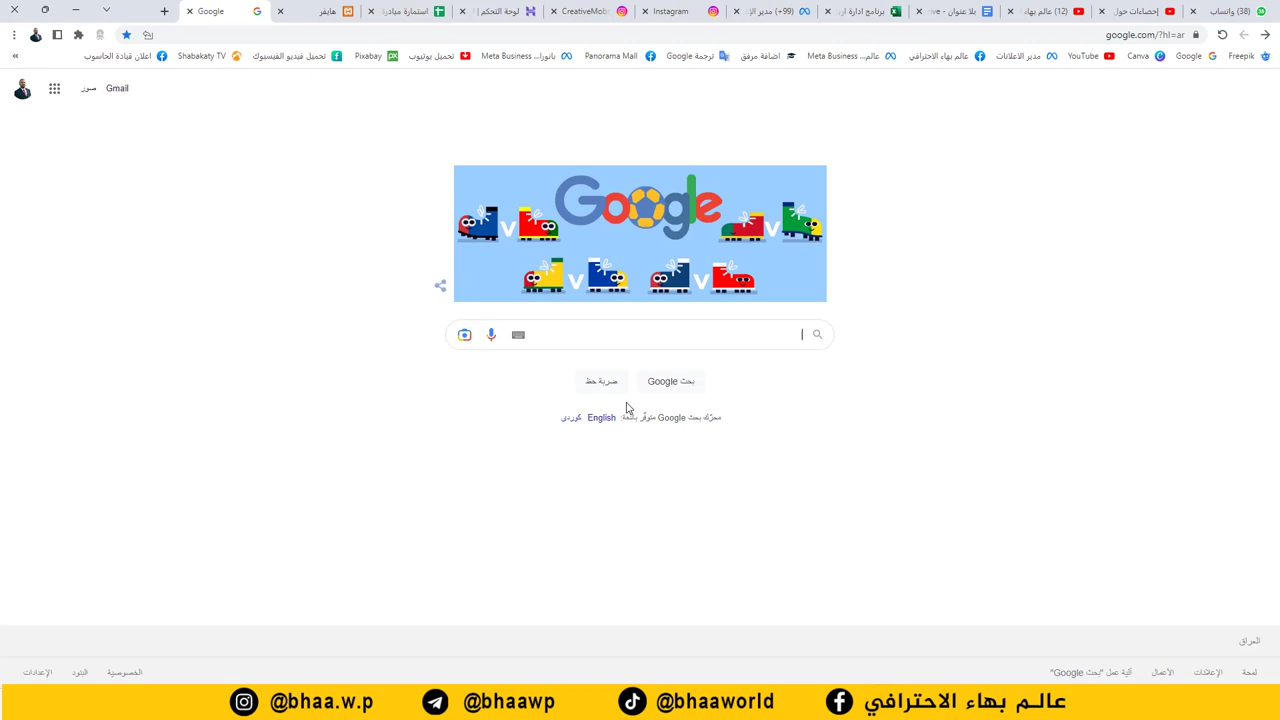 (38) واتساب
إحصاءات حول
(12) عالم بهاء
بلا عنوان - ive
برنامج ادارة ار
(99+) مدير الإ
Instagram
CreativeMob
لوحة التحكم | ا
استمارة مبادرة
هايفر
Google
google.com/?hl=ar
Freepik
Google
Canva
YouTube
مدير الاعلانات
عالم بهاء الاحترافي
عالم... Meta Business
اضافة مرفق
ترجمة Google
Panorama Mall
بانورا... Meta Business
تحميل يوتيوب
Pixabay
تحميل فيديو الفيسبوك
Shabakaty TV
اعلان قيادة الحاسوب
»
Gmail
صور
Google
V V
V V
بحث Google
ضربة حظ
محرّك بحث Google متوفّر باللغة: English كوردی
العراق
لمحة
الإعلانات
الأعمال
آلية عمل "بحث Google"
الخصوصية
البنود
الإعدادات
عالـم بهاء الاحترافي
@bhaaworld
@bhaawp
@bhaa.w.p